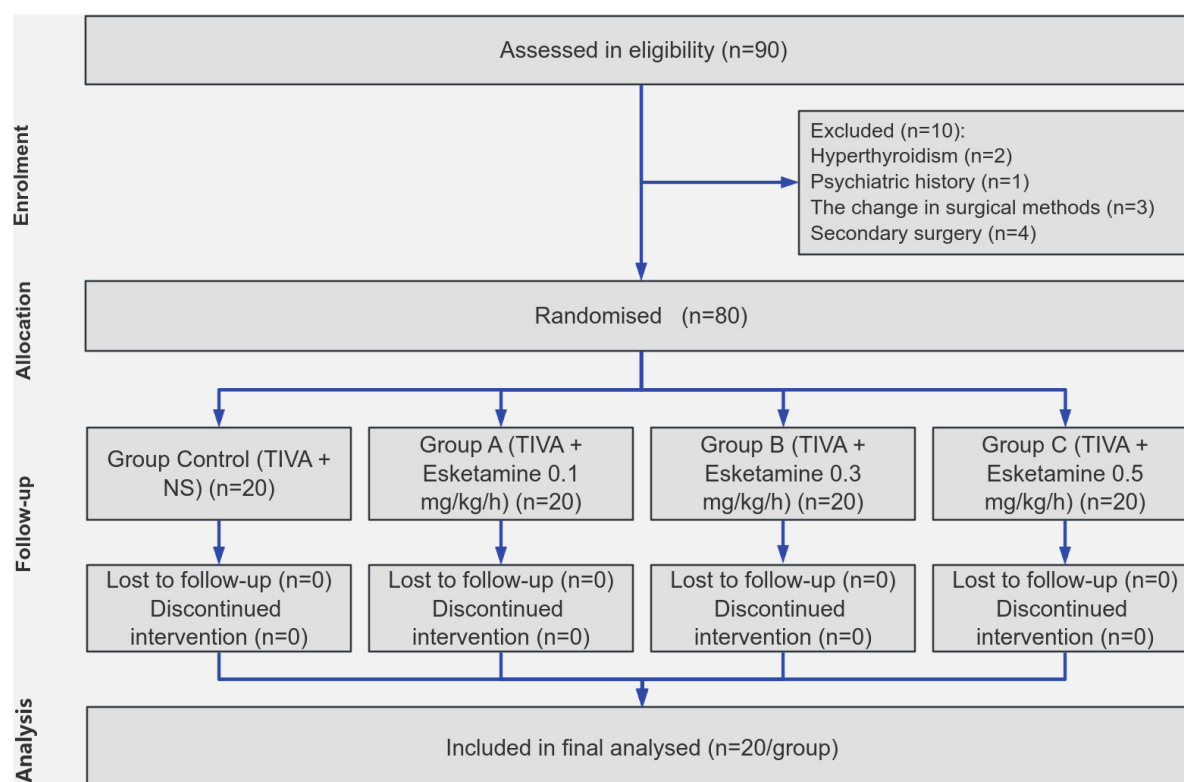 Enrolment
Assessed in eligibility (n=90)
Excluded (n=10):
Hyperthyroidism (n=2)
Psychiatric history (n=1)
The change in surgical methods (n=3)
Secondary surgery (n=4)
Allocation
Randomised (n=80)
Follow-up
Group Control (TIVA +
NS) (n=20)
Group A (TIVA +
Esketamine 0.1
mg/kg/h) (n=20)
Group B (TIVA +
Esketamine 0.3
mg/kg/h) (n=20)
Group C (TIVA +
Esketamine 0.5
mg/kg/h) (n=20)
Lost to follow-up (n=0)
Discontinued
intervention (n=0)
Lost to follow-up (n=0)
Discontinued
intervention (n=0)
Lost to follow-up (n=0)
Discontinued
intervention (n=0)
Lost to follow-up (n=0)
Discontinued
intervention (n=0)
Analysis
Included in final analysed (n=20/group)